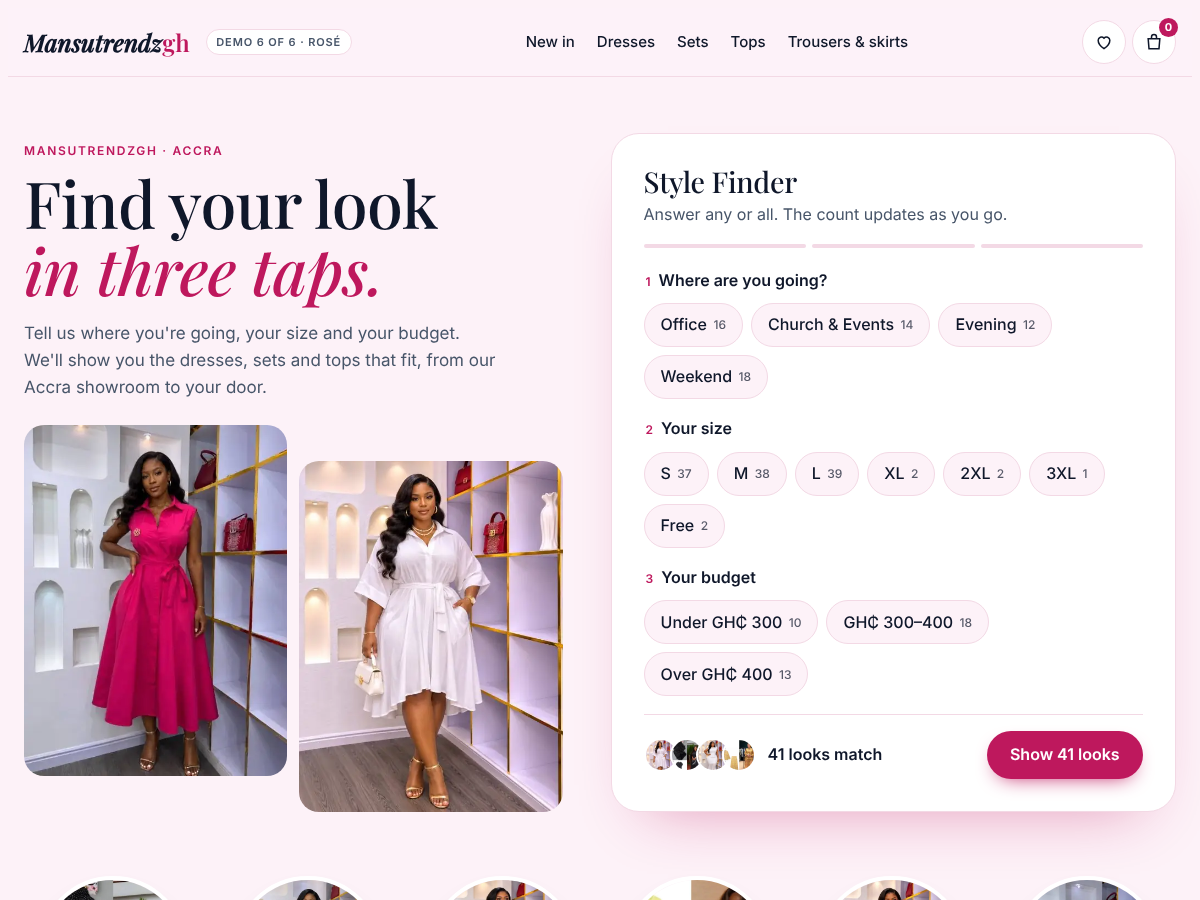 Mansutrendzgh
DEMO 6 OF 6 · ROSÉ
New in
Dresses
Sets
Tops
Trousers & skirts
0
MANSUTRENDZGH · ACCRA
Find your look
in three taps.
Tell us where you're going, your size and your budget.
We'll show you the dresses, sets and tops that fit, from our
Accra showroom to your door.
Style Finder
Answer any or all. The count updates as you go.
1 Where are you going?
Office 16
Church & Events 14
Evening 12
Weekend 18
2 Your size
S 37
M 38
L 39
XL 2
2XL 2
3XL 1
Free 2
3 Your budget
Under GH₵ 300 10
GH₵ 300–400 18
Over GH₵ 400 13
41 looks match
Show 41 looks